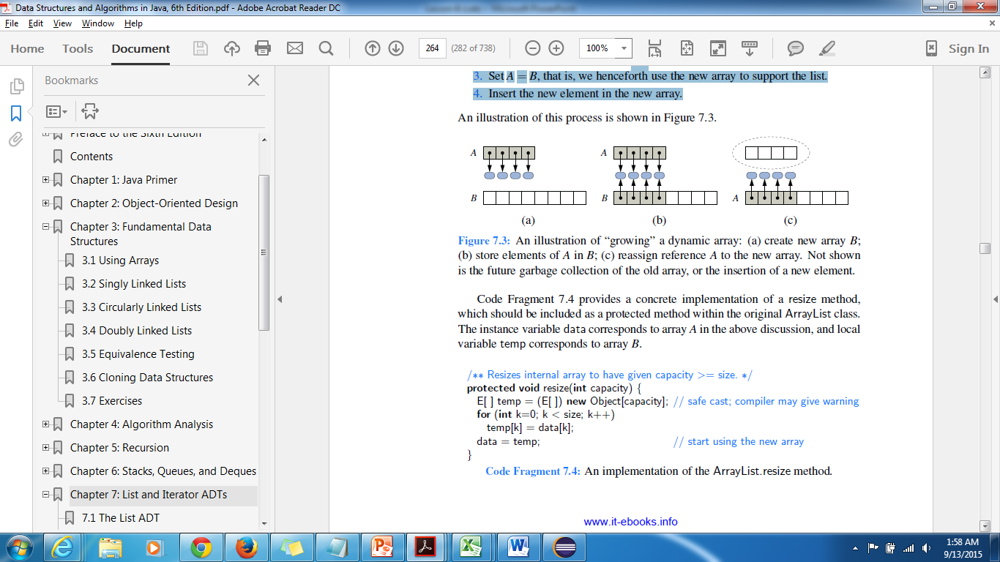 Data Structures and Algorithms in Java, 6th Edition.pdf - Adobe Acrobat Reader DC
File Edit View Window Help
Home Tools Document 264 (282 of 738) 100% Sign In
Bookmarks
Preface to the Sixth Edition
Contents
Chapter 1: Java Primer
Chapter 2: Object-Oriented Design
Chapter 3: Fundamental Data
Structures
3.1 Using Arrays
3.2 Singly Linked Lists
3.3 Circularly Linked Lists
3.4 Doubly Linked Lists
3.5 Equivalence Testing
3.6 Cloning Data Structures
3.7 Exercises
Chapter 4: Algorithm Analysis
Chapter 5: Recursion
Chapter 6: Stacks, Queues, and Deques
Chapter 7: List and Iterator ADTs
7.1 The List ADT
3. Set A = B, that is, we henceforth use the new array to support the list.
4. Insert the new element in the new array.
An illustration of this process is shown in Figure 7.3.
A A
B B A
(a) (b) (c)
Figure 7.3: An illustration of “growing” a dynamic array: (a) create new array B;
(b) store elements of A in B; (c) reassign reference A to the new array. Not shown
is the future garbage collection of the old array, or the insertion of a new element.
Code Fragment 7.4 provides a concrete implementation of a resize method,
which should be included as a protected method within the original ArrayList class.
The instance variable data corresponds to array A in the above discussion, and local
variable temp corresponds to array B.
/** Resizes internal array to have given capacity >= size. */
protected void resize(int capacity) {
E[ ] temp = (E[ ]) new Object[capacity]; // safe cast; compiler may give warning
for (int k=0; k < size; k++)
temp[k] = data[k];
data = temp; // start using the new array
}
Code Fragment 7.4: An implementation of the ArrayList.resize method.
www.it-ebooks.info
1:58 AM
9/13/2015